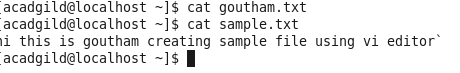 [acadgild@localhost ~]$ cat goutham.txt
[acadgild@localhost ~]$ cat sample.txt
hi this is goutham creating sample file using vi editor`
[acadgild@localhost ~]$